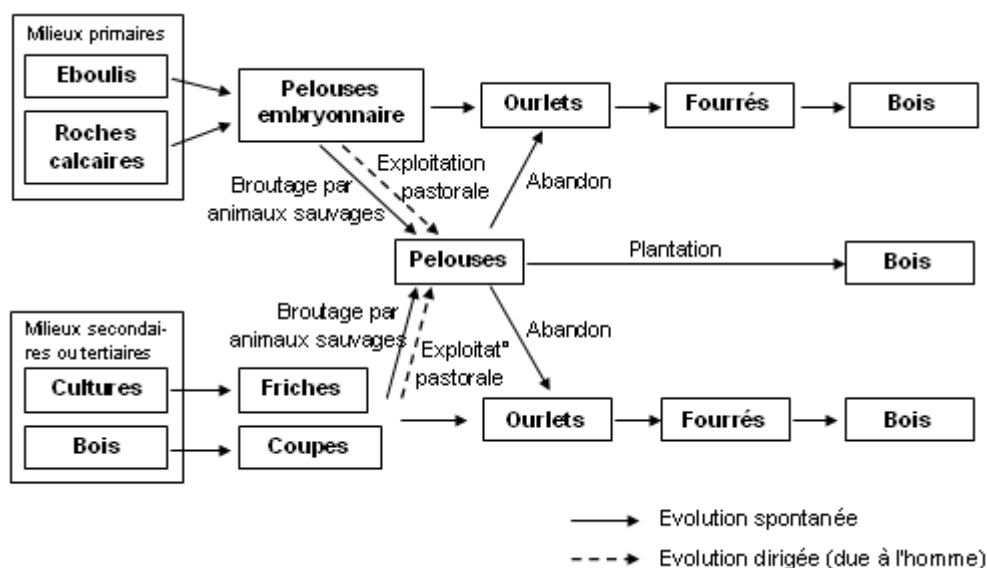 Milieux primaires
Eboulis
Roches
calcaires
Pelouses
embryonnaire
Ourlets
Fourrés
Bois
Broutage par
animaux sauvages
Exploitation
pastorale
Abandon
Pelouses
Plantation
Bois
Milieux secondai-
res ou tertiaires
Cultures
Bois
Friches
Coupes
Broutage par
animaux sauvages
Exploitat°
pastorale
Abandon
Ourlets
Fourrés
Bois
Evolution spontanée
Evolution dirigée (due à l'homme)